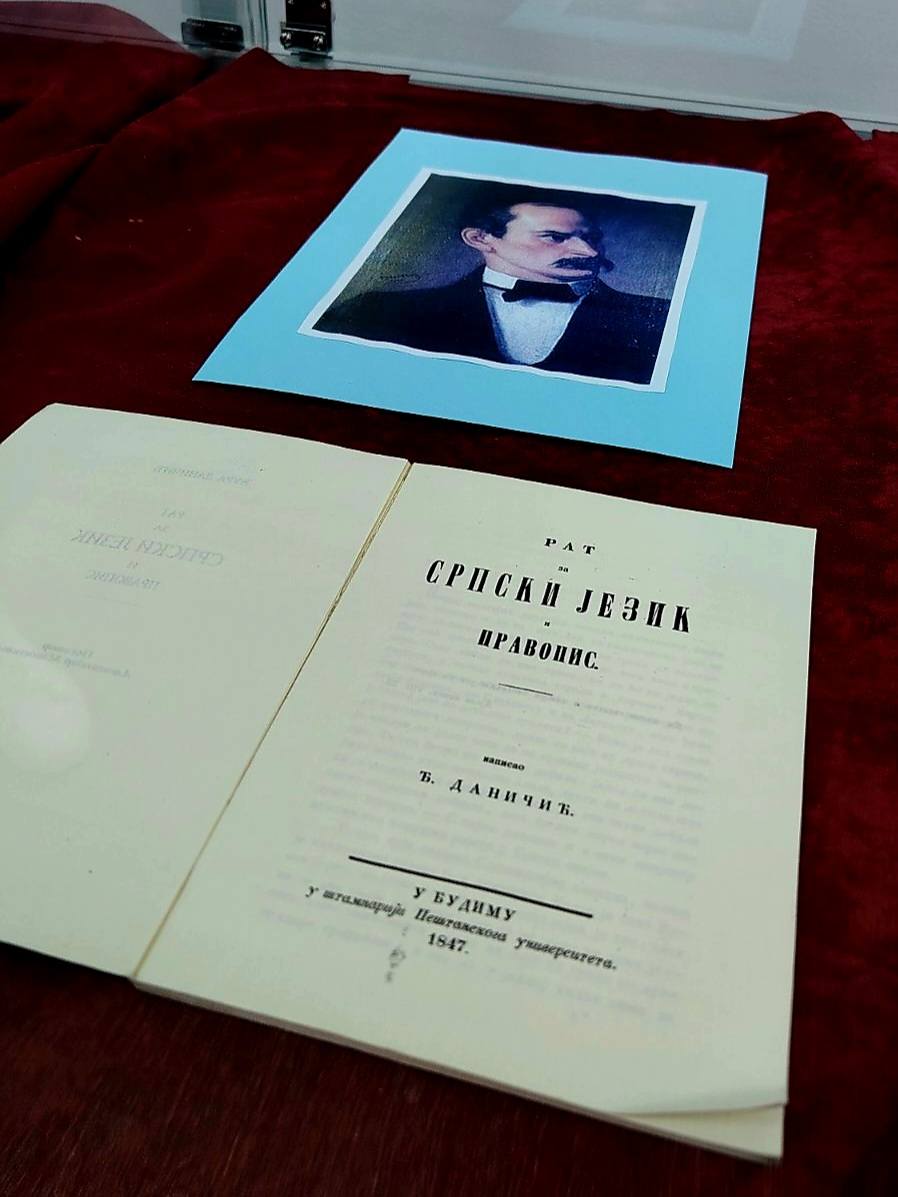 РАТ
за
СРПСКИ ЈЕЗИК
и
ПРАВОПИС.
написао
Ђ. ДАНИЧИЋ.
У БУДИМУ
у штампарији Пештанскога университета.
1847.